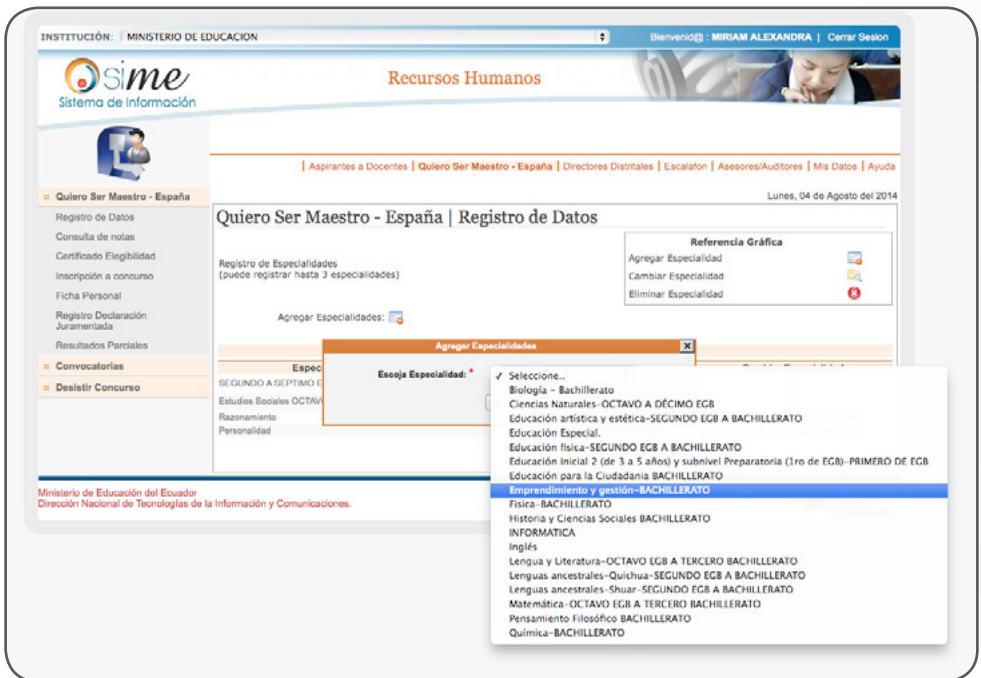 INSTITUCIÓN: MINISTERIO DE EDUCACION
Bienvenid@ : MIRIAM ALEXANDRA | Cerrar Sesion
sime
Sistema de Información
Recursos Humanos
| Aspirantes a Docentes | Quiero Ser Maestro - España | Directores Distritales | Escalafon | Asesores/Auditores | Mis Datos | Ayuda
Lunes, 04 de Agosto del 2014
Quiero Ser Maestro - España
Registro de Datos
Consulta de notas
Certificado Elegibilidad
Inscripción a concurso
Ficha Personal
Registro Declaración
Juramentada
Resultados Parciales
Convocatorias
Desistir Concurso
Quiero Ser Maestro - España | Registro de Datos
Referencia Gráfica
Agregar Especialidad
Cambiar Especialidad
Eliminar Especialidad
Registro de Especialidades
(puede registrar hasta 3 especialidades)
Agregar Especialidades:
Espec
SEGUNDO A SEPTIMO E
Estudios Sociales OCTAV
Razonamiento
Personalidad
Agregar Especialidades
Escoja Especialidad: *
✓ Seleccione..
Biología - Bachillerato
Ciencias Naturales-OCTAVO A DÉCIMO EGB
Educación artística y estética-SEGUNDO EGB A BACHILLERATO
Educación Especial.
Educación física-SEGUNDO EGB A BACHILLERATO
Educación Inicial 2 (de 3 a 5 años) y subnivel Preparatoria (1ro de EGB)-PRIMERO DE EGB
Educación para la Ciudadanía BACHILLERATO
Emprendimiento y gestión-BACHILLERATO
Física-BACHILLERATO
Historia y Ciencias Sociales BACHILLERATO
INFORMATICA
Inglés
Lengua y Literatura-OCTAVO EGB A TERCERO BACHILLERATO
Lenguas ancestrales-Quichua-SEGUNDO EGB A BACHILLERATO
Lenguas ancestrales-Shuar-SEGUNDO EGB A BACHILLERATO
Matemática-OCTAVO EGB A TERCERO BACHILLERATO
Pensamiento Filosófico BACHILLERATO
Química-BACHILLERATO
Ministerio de Educación del Ecuador
Dirección Nacional de Tecnologías de la Información y Comunicaciones.